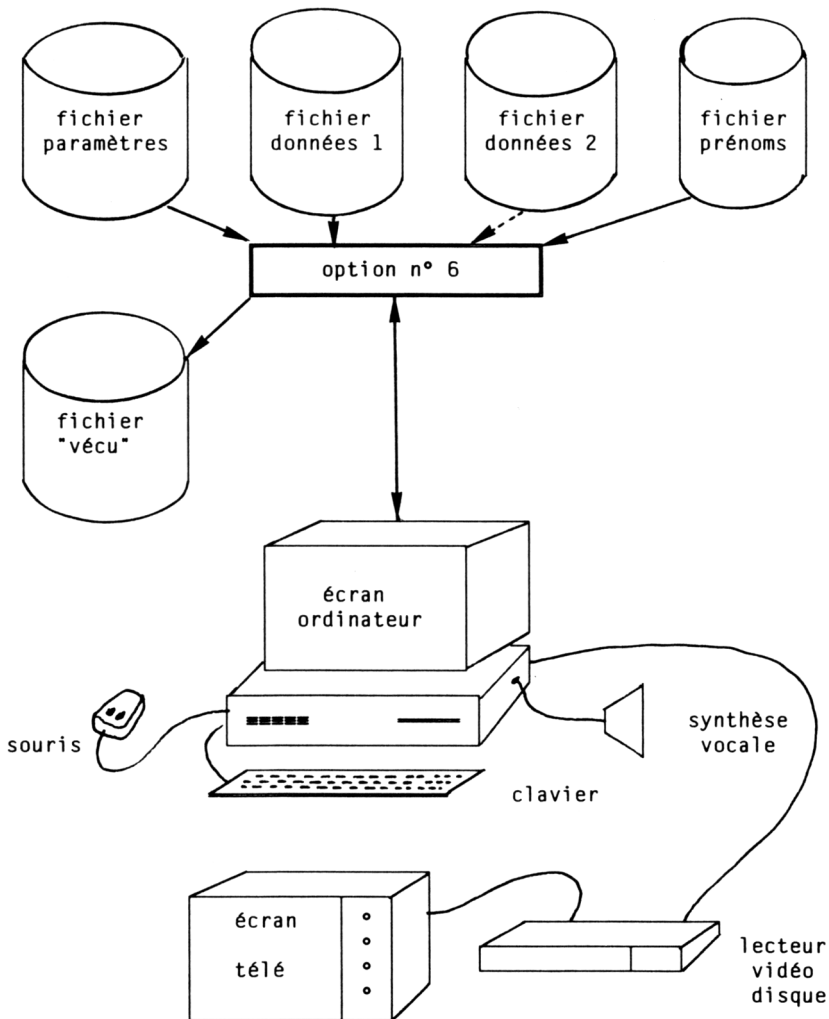 fichier
paramètres
fichier
données 1
fichier
données 2
fichier
prénoms
option n° 6
fichier
"vécu"
écran
ordinateur
souris
synthèse
vocale
clavier
écran
télé
lecteur
vidéo
disque